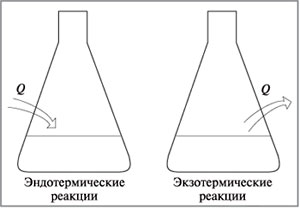 Q
Q
Эндотермические
реакции
Экзотермические
реакции